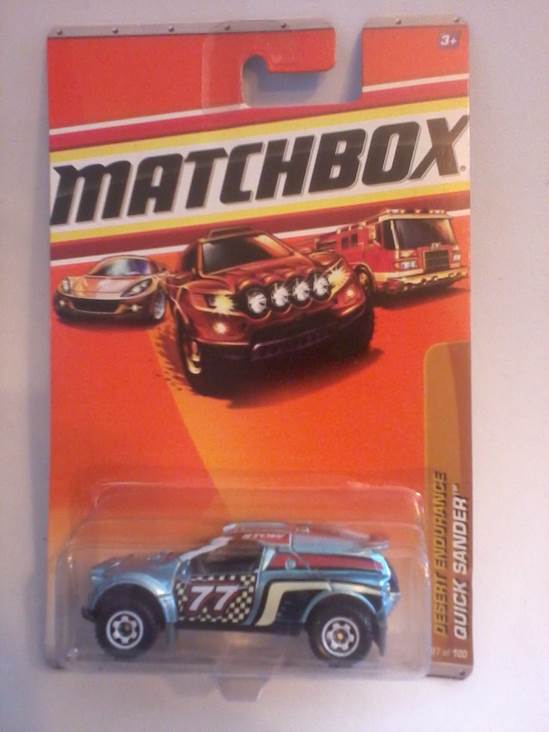 3+
MATCHBOX
DESERT ENDURANCE
QUICK SANDER™
77